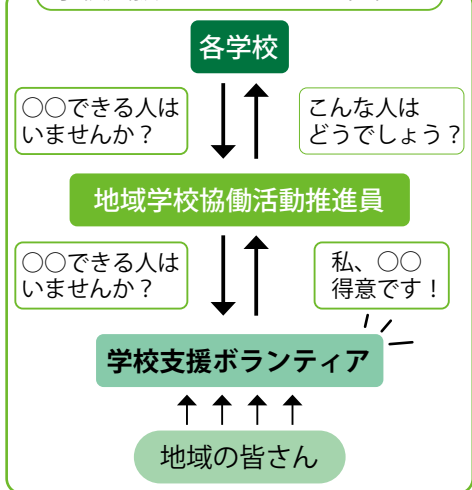 各学校
○○できる人は
いませんか？
こんな人は
どうでしょう？
地域学校協働活動推進員
○○できる人は
いませんか？
私、○○
得意です！
学校支援ボランティア
地域の皆さん